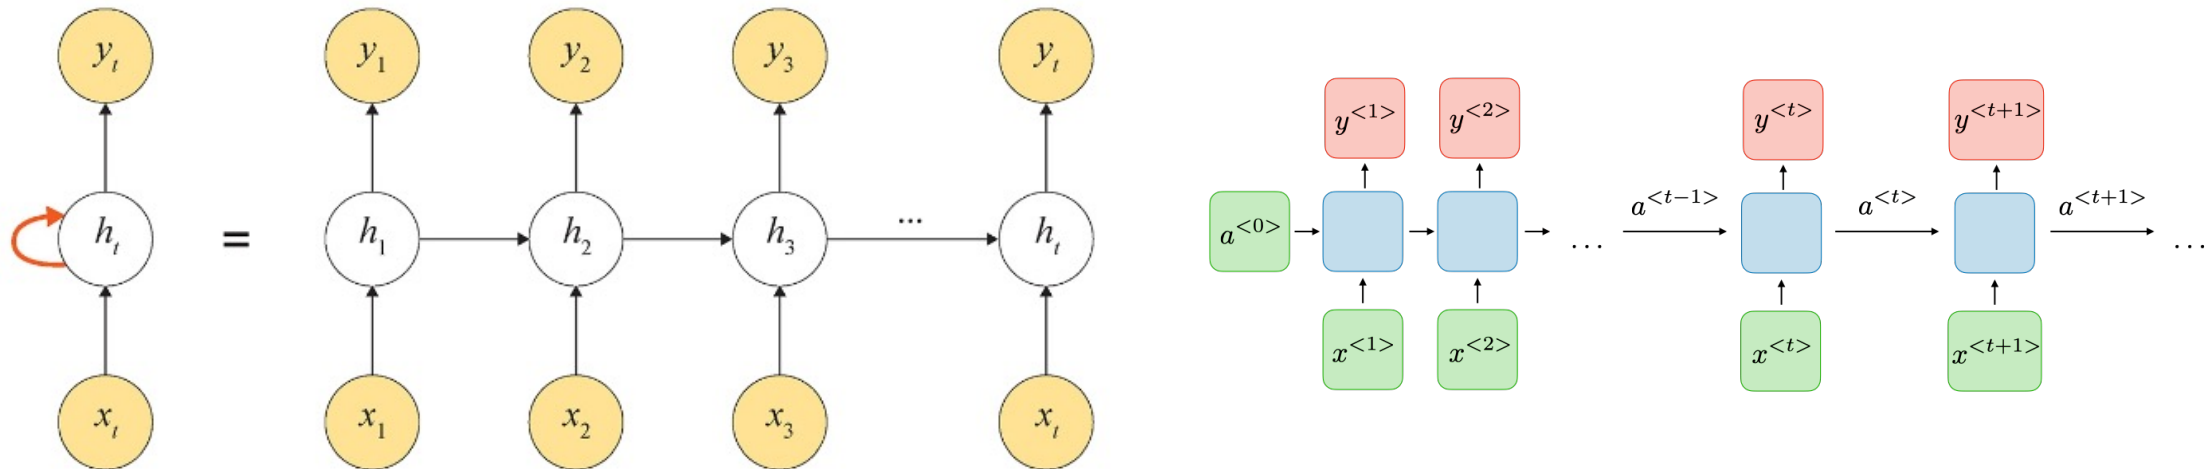 y_t y_1 y_2 y_3 y_t
h_t = h_1 h_2 h_3 ... h_t
x_t x_1 x_2 x_3 x_t
y^{<1>} y^{<2>} y^{<t>} y^{<t+1>}
a^{<0>} ... a^{<t-1>} a^{<t>} a^{<t+1>} ...
x^{<1>} x^{<2>} x^{<t>} x^{<t+1>}